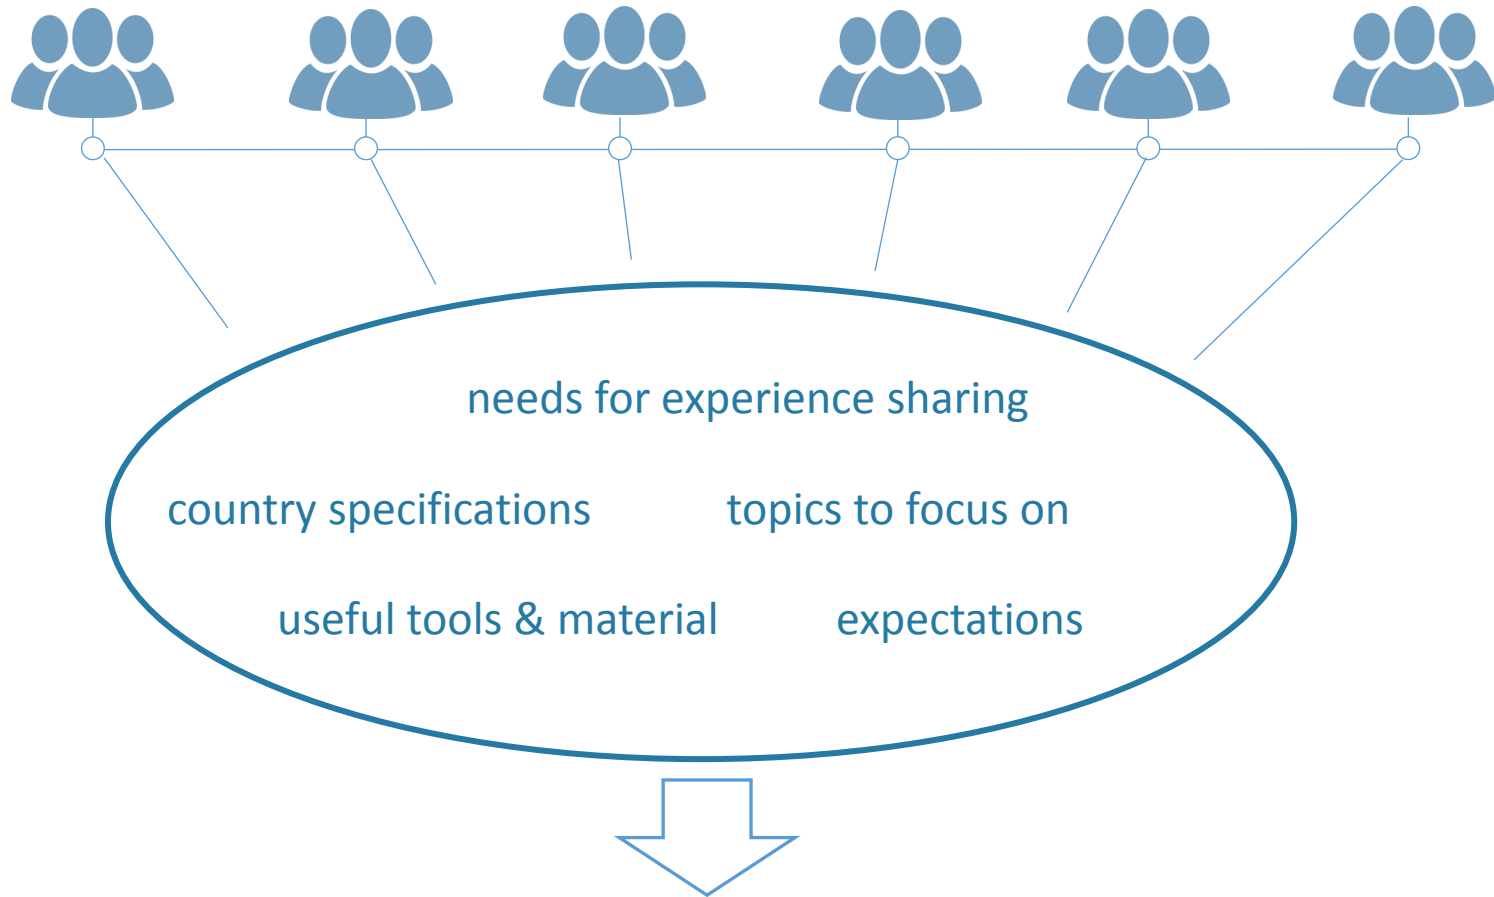 needs for experience sharing
country specifications topics to focus on
useful tools & material expectations